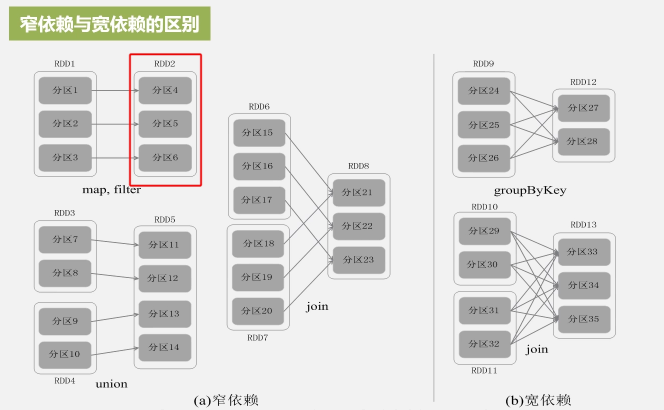 窄依赖与宽依赖的区别
RDD1
分区1
分区2
分区3
RDD2
分区4
分区5
分区6
map, filter
RDD3
分区7
分区8
分区9
分区10
RDD4
RDD5
分区11
分区12
分区13
分区14
union
RDD6
分区15
分区16
分区17
分区18
分区19
分区20
RDD7
RDD8
分区21
分区22
分区23
join
(a)窄依赖
RDD9
分区24
分区25
分区26
RDD12
分区27
分区28
groupByKey
RDD10
分区29
分区30
分区31
分区32
RDD11
RDD13
分区33
分区34
分区35
join
(b)宽依赖